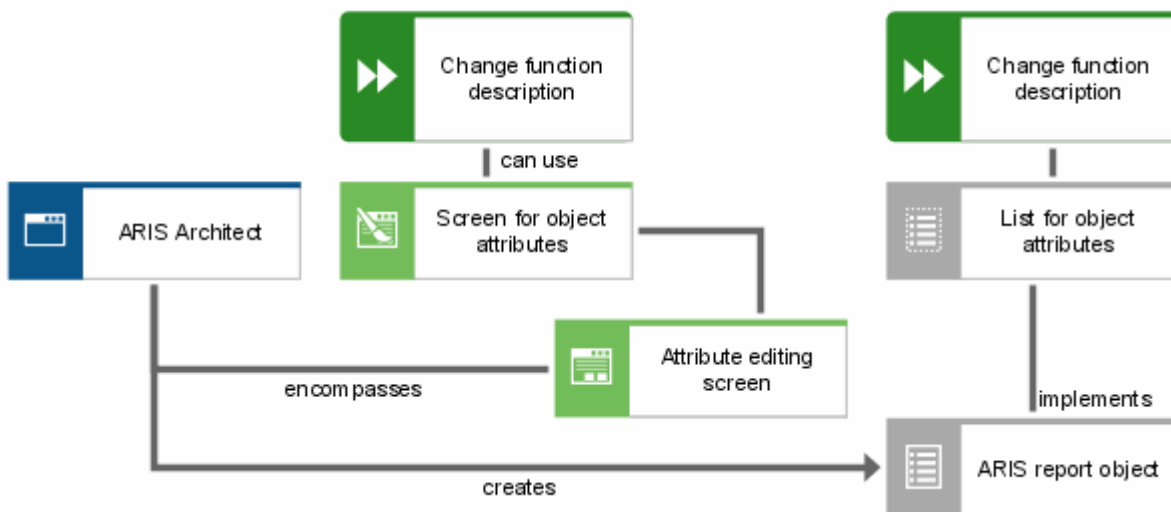 Change function
description
Change function
description
can use
ARIS Architect
Screen for object
attributes
List for object
attributes
Attribute editing
screen
encompasses
implements
ARIS report object
creates